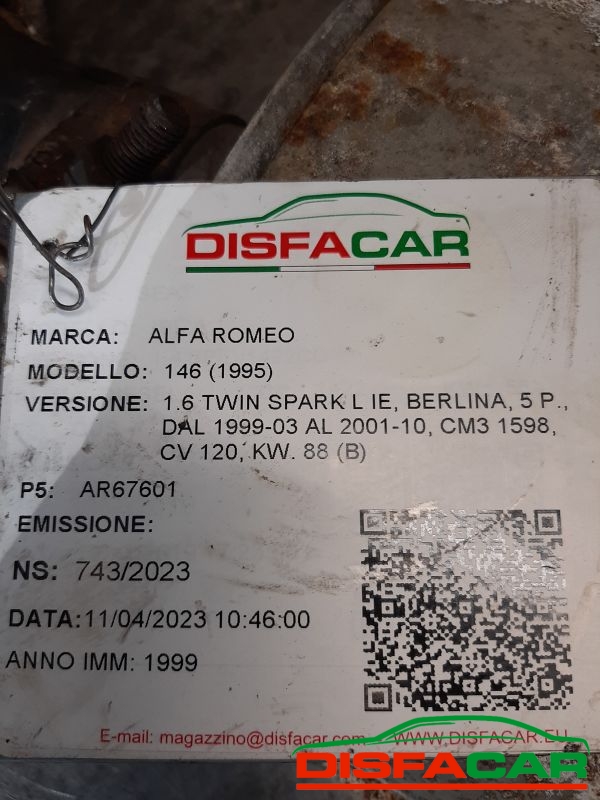 DISFACAR
MARCA: ALFA ROMEO
MODELLO: 146 (1995)
VERSIONE: 1.6 TWIN SPARK L IE, BERLINA, 5 P.,
DAL 1999-03 AL 2001-10, CM3 1598,
CV 120, KW. 88 (B)
P5: AR67601
EMISSIONE:
NS: 743/2023
DATA:11/04/2023 10:46:00
ANNO IMM: 1999
E-mail: magazzino@disfacar.com WWW.DISFACAR.EU
DISFACAR